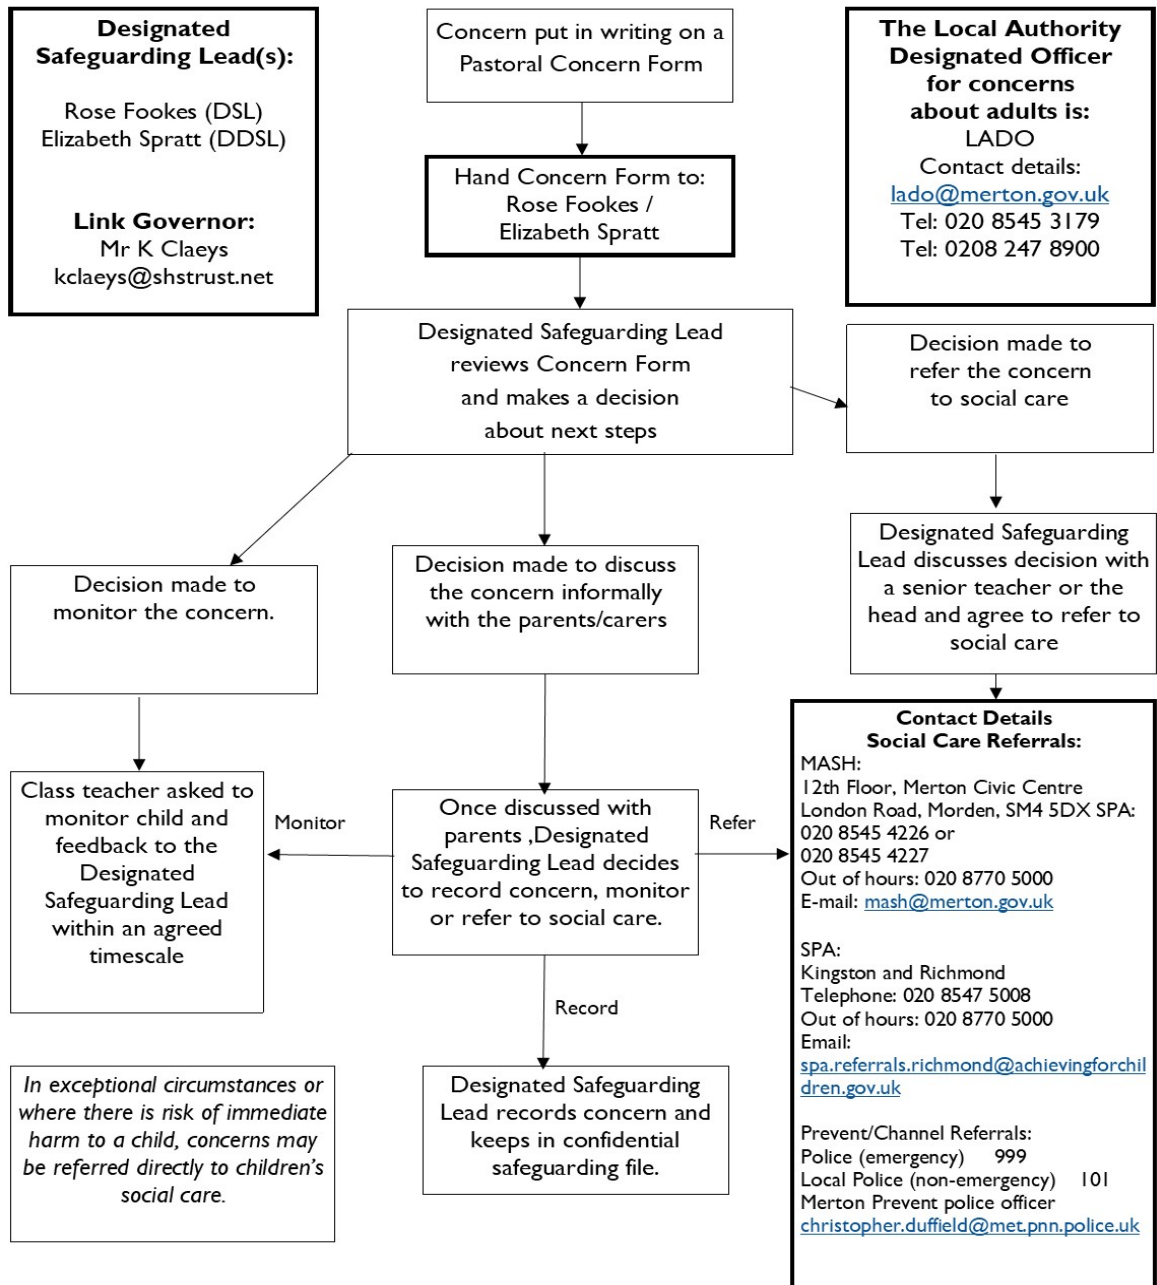 Designated
Safeguarding Lead(s):
Rose Fookes (DSL)
Elizabeth Spratt (DDSL)
Link Governor:
Mr K Claeys
kclaeys@shstrust.net
Concern put in writing on a
Pastoral Concern Form
The Local Authority
Designated Officer
for concerns
about adults is:
LADO
Contact details:
lado@merton.gov.uk
Tel: 020 8545 3179
Tel: 0208 247 8900
Hand Concern Form to:
Rose Fookes /
Elizabeth Spratt
Designated Safeguarding Lead
reviews Concern Form
and makes a decision
about next steps
Decision made to
refer the concern
to social care
Designated Safeguarding
Lead discusses decision with
a senior teacher or the
head and agree to refer to
social care
Decision made to
monitor the concern.
Decision made to discuss
the concern informally
with the parents/carers
Class teacher asked to
monitor child and
feedback to the
Designated
Safeguarding Lead
within an agreed
timescale
Monitor
Once discussed with
parents ,Designated
Safeguarding Lead decides
to record concern, monitor
or refer to social care.
Refer
Contact Details
Social Care Referrals:
MASH:
12th Floor, Merton Civic Centre
London Road, Morden, SM4 5DX SPA:
020 8545 4226 or
020 8545 4227
Out of hours: 020 8770 5000
E-mail: mash@merton.gov.uk
SPA:
Kingston and Richmond
Telephone: 020 8547 5008
Out of hours: 020 8770 5000
Email:
spa.referrals.richmond@achievingforchil
dren.gov.uk
Prevent/Channel Referrals:
Police (emergency) 999
Local Police (non-emergency) 101
Merton Prevent police officer
christopher.duffield@met.pnn.police.uk
Record
In exceptional circumstances or
where there is risk of immediate
harm to a child, concerns may
be referred directly to children's
social care.
Designated Safeguarding
Lead records concern and
keeps in confidential
safeguarding file.